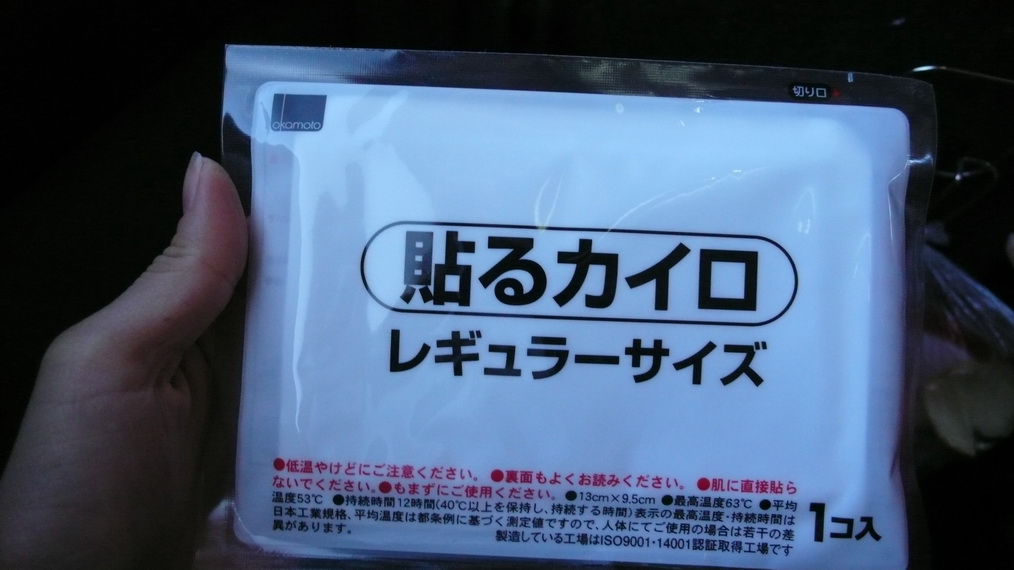 okamoto
切り口
貼るカイロ
レギュラーサイズ
●低温やけどにご注意ください。 ●裏面もよくお読みください。 ●肌に直接貼ら
ないでください。●もまずにご使用ください。●13cm×9.5cm ●最高温度63℃ ●平均
温度53℃ ●持続時間12時間(40℃以上を保持し、持続する時間)表示の最高温度・持続時間は
日本工業規格、平均温度は都条例に基づく測定値ですので、人体にてご使用の場合は若干の差
異があります。
製造している工場はISO9001・14001認証取得工場です
1コ入